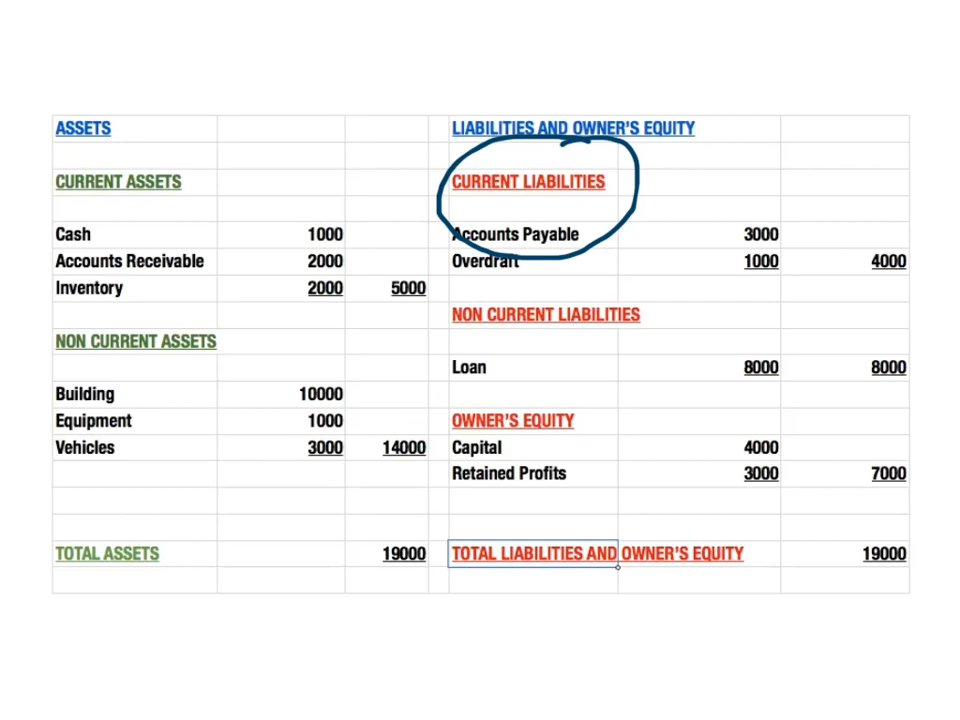 ASSETS LIABILITIES AND OWNER'S EQUITY
CURRENT ASSETS CURRENT LIABILITIES
Cash 1000 Accounts Payable 3000
Accounts Receivable 2000 Overdraft 1000 4000
Inventory 2000 5000
NON CURRENT LIABILITIES
NON CURRENT ASSETS
Loan 8000 8000
Building 10000
Equipment 1000 OWNER'S EQUITY
Vehicles 3000 14000 Capital 4000
Retained Profits 3000 7000
TOTAL ASSETS 19000 TOTAL LIABILITIES AND OWNER'S EQUITY 19000